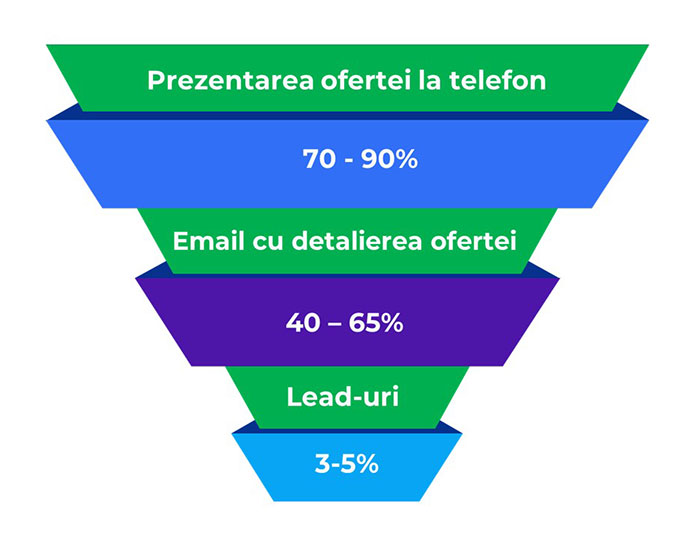 Prezentarea ofertei la telefon
70 - 90%
Email cu detalierea ofertei
40 – 65%
Lead-uri
3-5%